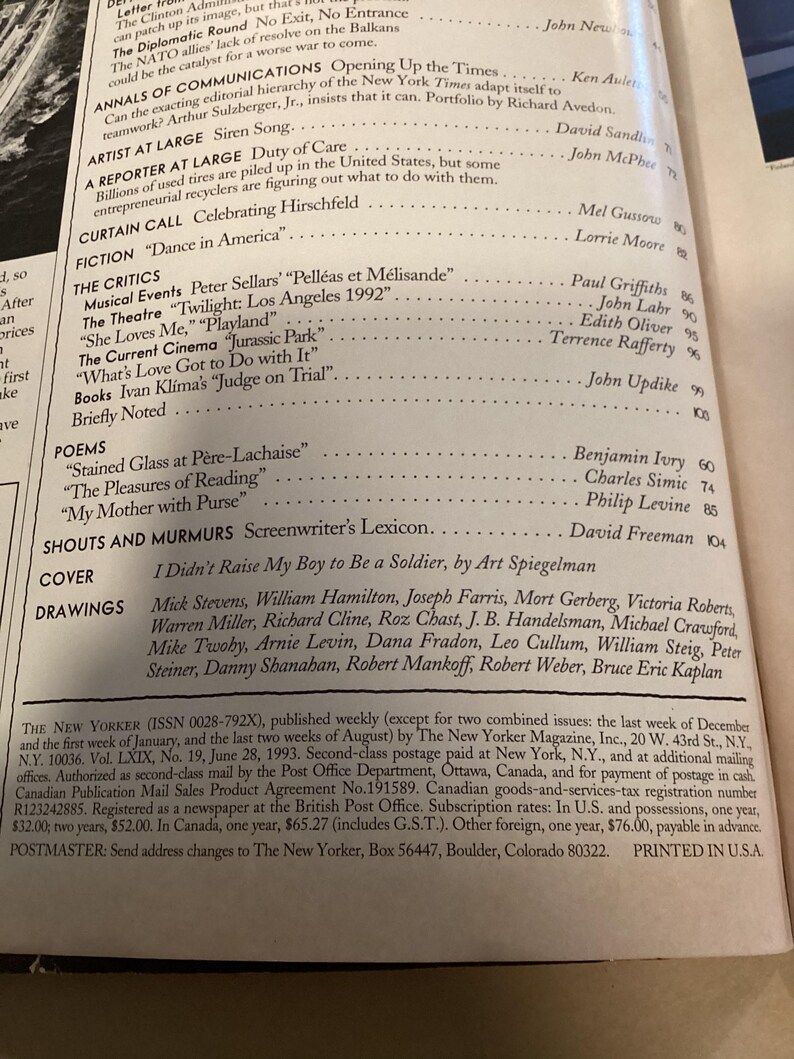 Letter from
The Clinton Adminis
can patch up its image, but that's not the
The Diplomatic Round No Exit, No Entrance . . . . . . . . . . . . John Newhou
The NATO allies' lack of resolve on the Balkans
could be the catalyst for a worse war to come.
ANNALS OF COMMUNICATIONS Opening Up the Times . . . . . . . Ken Aulet
Can the exacting editorial hierarchy of the New York Times adapt itself to
teamwork? Arthur Sulzberger, Jr., insists that it can. Portfolio by Richard Avedon.
ARTIST AT LARGE Siren Song. . . . . . . . . . . . . . . . . . . . . . . . . David Sandlin 71
A REPORTER AT LARGE Duty of Care . . . . . . . . . . . . . . . . . . . . John McPhee 72
Billions of used tires are piled up in the United States, but some
entrepreneurial recyclers are figuring out what to do with them.
CURTAIN CALL Celebrating Hirschfeld . . . . . . . . . . . . . . . . . . . . Mel Gussow 80
FICTION "Dance in America". . . . . . . . . . . . . . . . . . . . . . . . . . . Lorrie Moore 82
THE CRITICS
Musical Events Peter Sellars' "Pelléas et Mélisande" . . . . . . . . . . Paul Griffiths 86
The Theatre "Twilight: Los Angeles 1992". . . . . . . . . . . . . . . . . . . John Lahr 90
"She Loves Me," "Playland" . . . . . . . . . . . . . . . . . . . . . . . . . . . Edith Oliver 95
The Current Cinema "Jurassic Park" . . . . . . . . . . . . . . . . . . . . Terrence Rafferty 96
"What's Love Got to Do with It"
Books Ivan Klíma's "Judge on Trial". . . . . . . . . . . . . . . . . . . . . . . John Updike 99
Briefly Noted . . . . . . . . . . . . . . . . . . . . . . . . . . . . . . . . . . . . . . . . . . . 103
POEMS
"Stained Glass at Père-Lachaise" . . . . . . . . . . . . . . . . . . . . . . Benjamin Ivry 60
"The Pleasures of Reading" . . . . . . . . . . . . . . . . . . . . . . . . . . . Charles Simic 74
"My Mother with Purse" . . . . . . . . . . . . . . . . . . . . . . . . . . . . Philip Levine 85
SHOUTS AND MURMURS Screenwriter's Lexicon. . . . . . . . . . . . David Freeman 104
COVER I Didn't Raise My Boy to Be a Soldier, by Art Spiegelman
DRAWINGS Mick Stevens, William Hamilton, Joseph Farris, Mort Gerberg, Victoria Roberts,
Warren Miller, Richard Cline, Roz Chast, J. B. Handelsman, Michael Crawford,
Mike Twohy, Arnie Levin, Dana Fradon, Leo Cullum, William Steig, Peter
Steiner, Danny Shanahan, Robert Mankoff, Robert Weber, Bruce Eric Kaplan
THE NEW YORKER (ISSN 0028-792X), published weekly (except for two combined issues: the last week of December
and the first week of January, and the last two weeks of August) by The New Yorker Magazine, Inc., 20 W. 43rd St., N.Y.,
N.Y. 10036. Vol. LXIX, No. 19, June 28, 1993. Second-class postage paid at New York, N.Y., and at additional mailing
offices. Authorized as second-class mail by the Post Office Department, Ottawa, Canada, and for payment of postage in cash.
Canadian Publication Mail Sales Product Agreement No.191589. Canadian goods-and-services-tax registration number
R123242885. Registered as a newspaper at the British Post Office. Subscription rates: In U.S. and possessions, one year,
$32.00; two years, $52.00. In Canada, one year, $65.27 (includes G.S.T.). Other foreign, one year, $76.00, payable in advance.
POSTMASTER: Send address changes to The New Yorker, Box 56447, Boulder, Colorado 80322. PRINTED IN U.S.A.